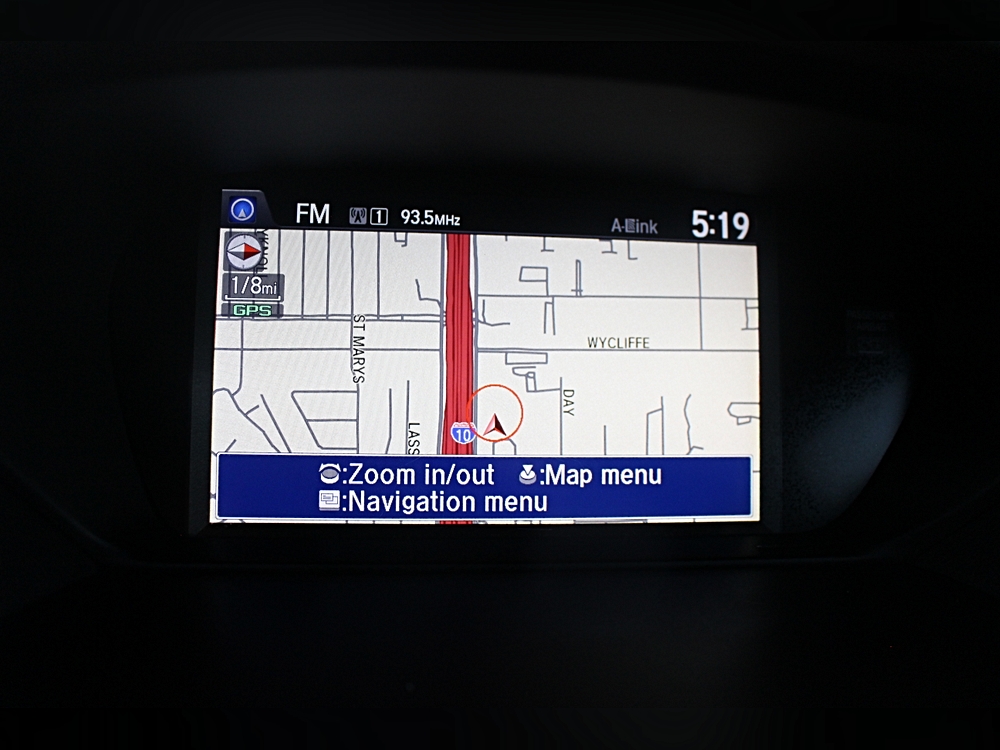 FM 1 93.5MHz A-Link 5:19
1/8mi
GPS
ST MARYS
WYCLIFFE
DAY
LASS
10
:Zoom in/out :Map menu
:Navigation menu